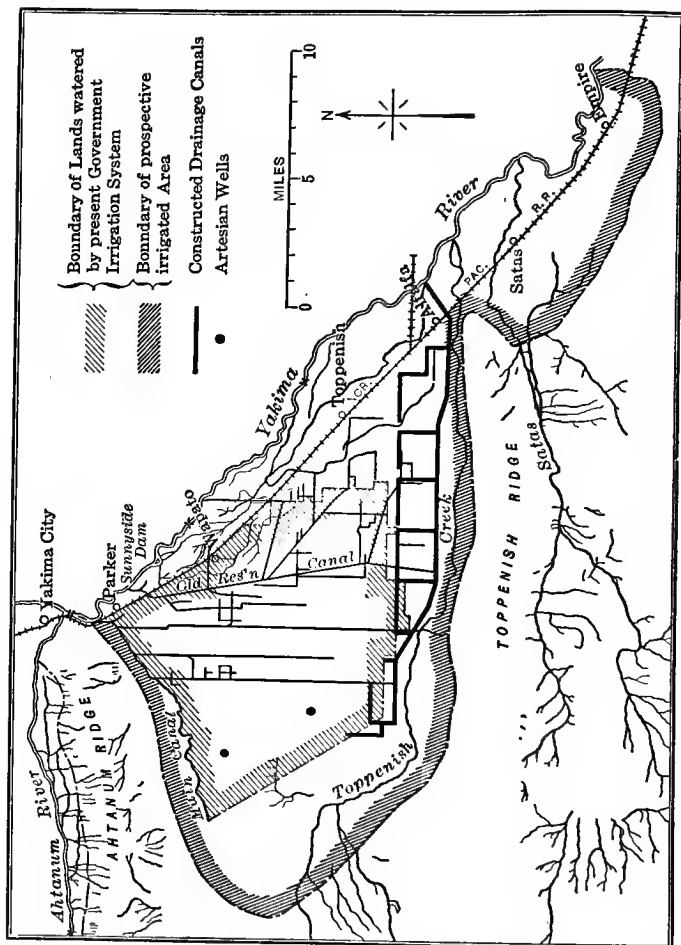 Boundary of Lands watered
by present Government
Irrigation System
Boundary of prospective
irrigated Area
Constructed Drainage Canals
Artesian Wells
MILES
0
5
10
N
Yakima City
Parker
Sunnyside
Dam
Wapato
Yakima
River
Toppenish
Alfalfa
PAC.
R.R.
Satas
Empire
Ahtanum
River
AHTANUM RIDGE
Main Canal
Old Res'n Canal
Toppenish
Creek
TOPPENISH RIDGE
Satas